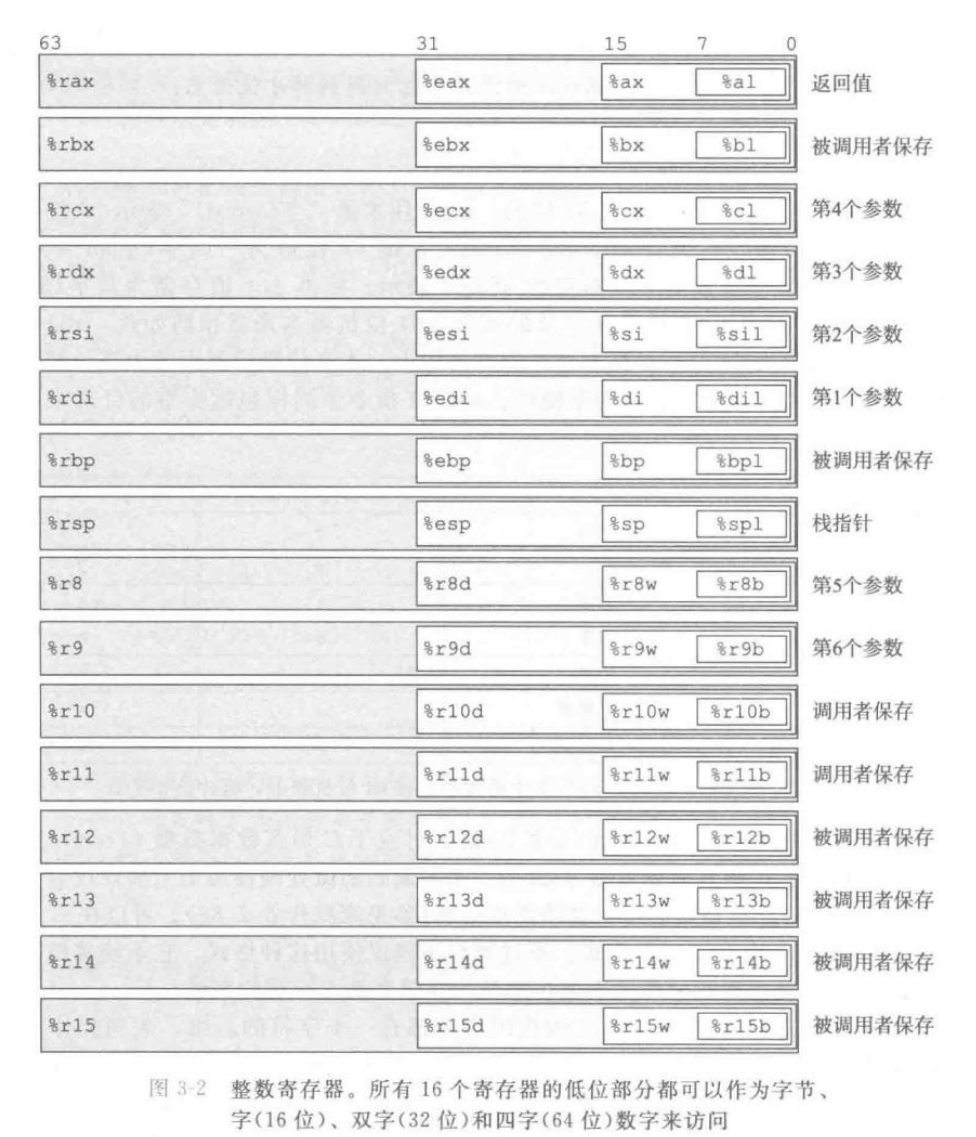 63 31 15 7 0
%rax %eax %ax %al 返回值
%rbx %ebx %bx %bl 被调用者保存
%rcx %ecx %cx %cl 第4个参数
%rdx %edx %dx %dl 第3个参数
%rsi %esi %si %sil 第2个参数
%rdi %edi %di %dil 第1个参数
%rbp %ebp %bp %bpl 被调用者保存
%rsp %esp %sp %spl 栈指针
%r8 %r8d %r8w %r8b 第5个参数
%r9 %r9d %r9w %r9b 第6个参数
%r10 %r10d %r10w %r10b 调用者保存
%r11 %r11d %r11w %r11b 调用者保存
%r12 %r12d %r12w %r12b 被调用者保存
%r13 %r13d %r13w %r13b 被调用者保存
%r14 %r14d %r14w %r14b 被调用者保存
%r15 %r15d %r15w %r15b 被调用者保存
图 3-2 整数寄存器。所有 16 个寄存器的低位部分都可以作为字节、
字(16 位)、双字(32 位)和四字(64 位)数字来访问